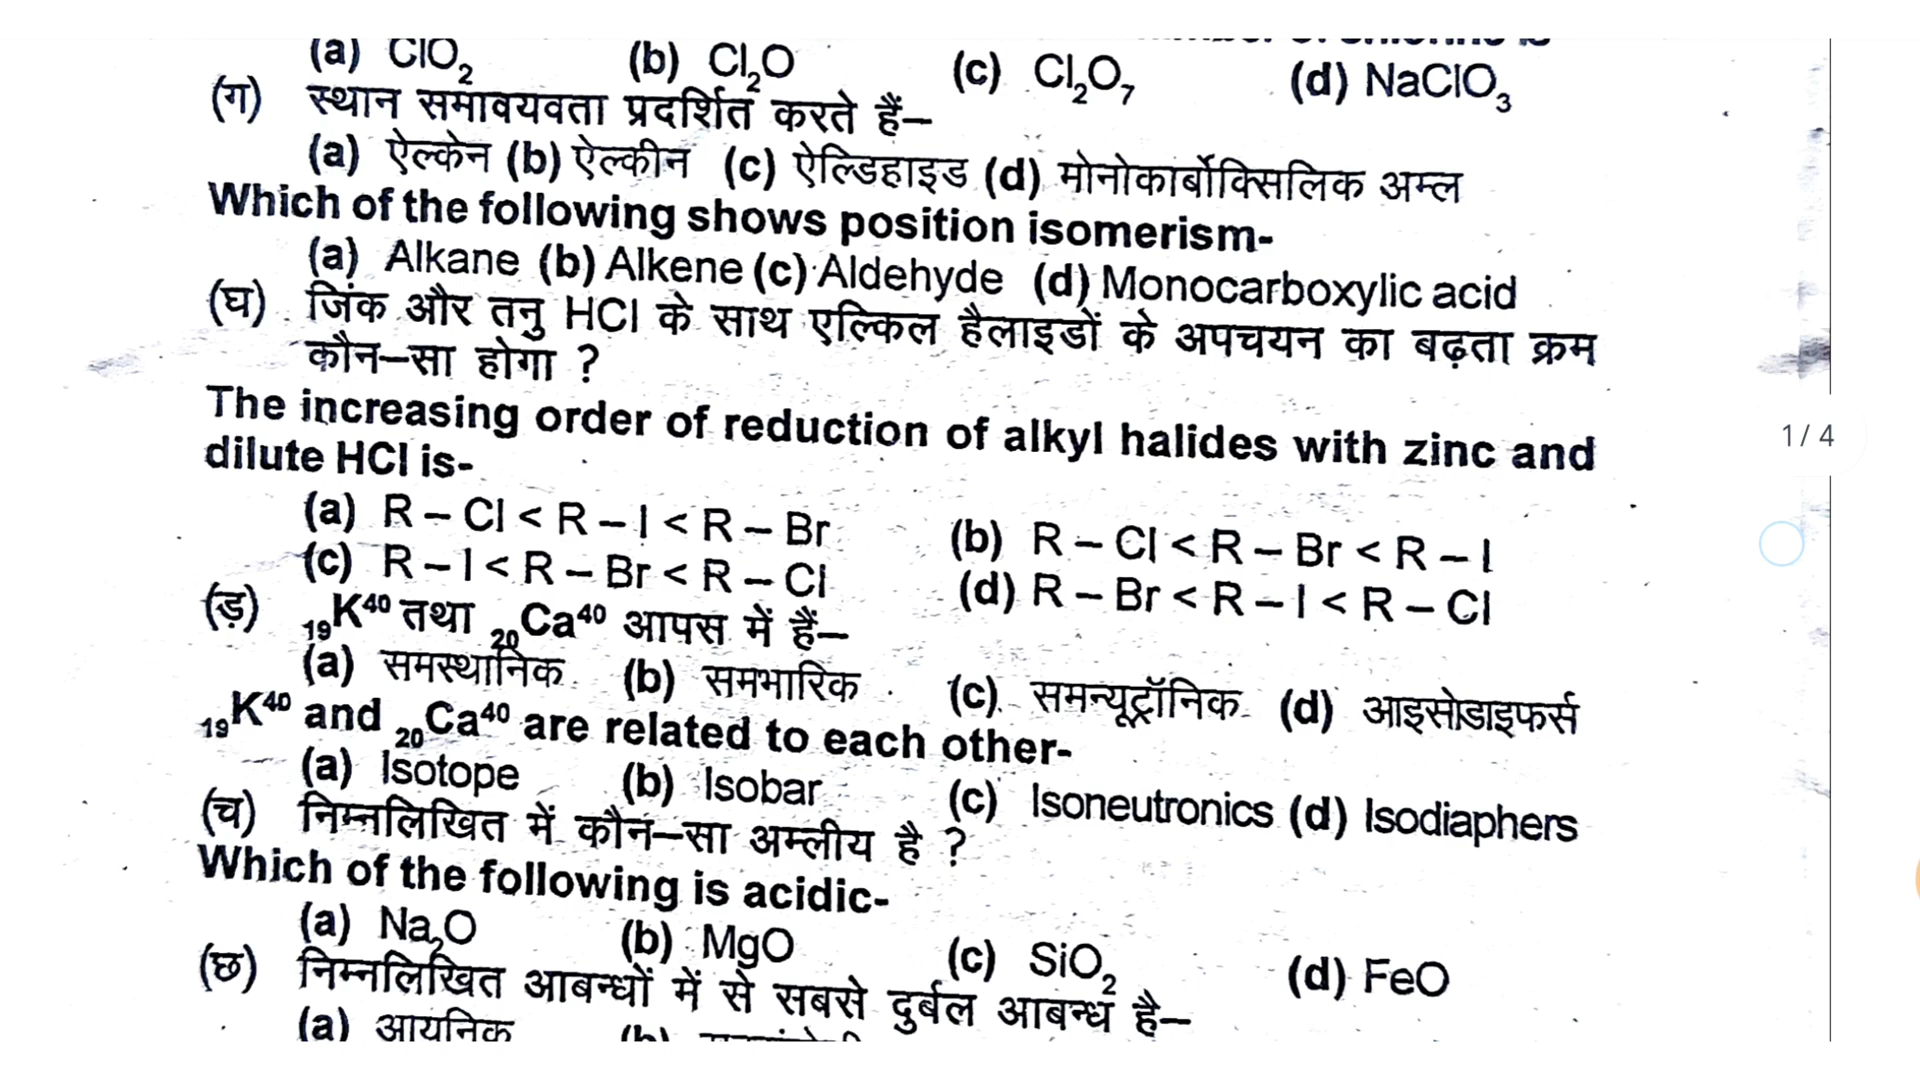 (a) ClO₂ (b) Cl₂O (c) Cl₂O₇ (d) NaClO₃
(ग) स्थान समावयवता प्रदर्शित करते हैं–
(a) ऐल्केन (b) ऐल्कीन (c) ऐल्डिहाइड (d) मोनोकार्बोक्सिलिक अम्ल
Which of the following shows position isomerism-
(a) Alkane (b) Alkene (c) Aldehyde (d) Monocarboxylic acid
(घ) जिंक और तनु HCl के साथ एल्किल हैलाइडों के अपचयन का बढ़ता क्रम
कौन–सा होगा ?
The increasing order of reduction of alkyl halides with zinc and
dilute HCl is-
(a) R – Cl < R – I < R – Br (b) R – Cl < R – Br < R – I
(c) R – I < R – Br < R – Cl (d) R – Br < R – I < R – Cl
(ड़) ₁₉K⁴⁰ तथा ₂₀Ca⁴⁰ आपस में हैं–
(a) समस्थानिक (b) समभारिक (c) समन्यूट्रॉनिक (d) आइसोडाइफर्स
₁₉K⁴⁰ and ₂₀Ca⁴⁰ are related to each other-
(a) Isotope (b) Isobar (c) Isoneutronics (d) Isodiaphers
(च) निम्नलिखित में कौन–सा अम्लीय है ?
Which of the following is acidic-
(a) Na₂O (b) MgO (c) SiO₂ (d) FeO
(छ) निम्नलिखित आबन्धों में से सबसे दुर्बल आबन्ध है–
(a) आयनिक
1 / 4